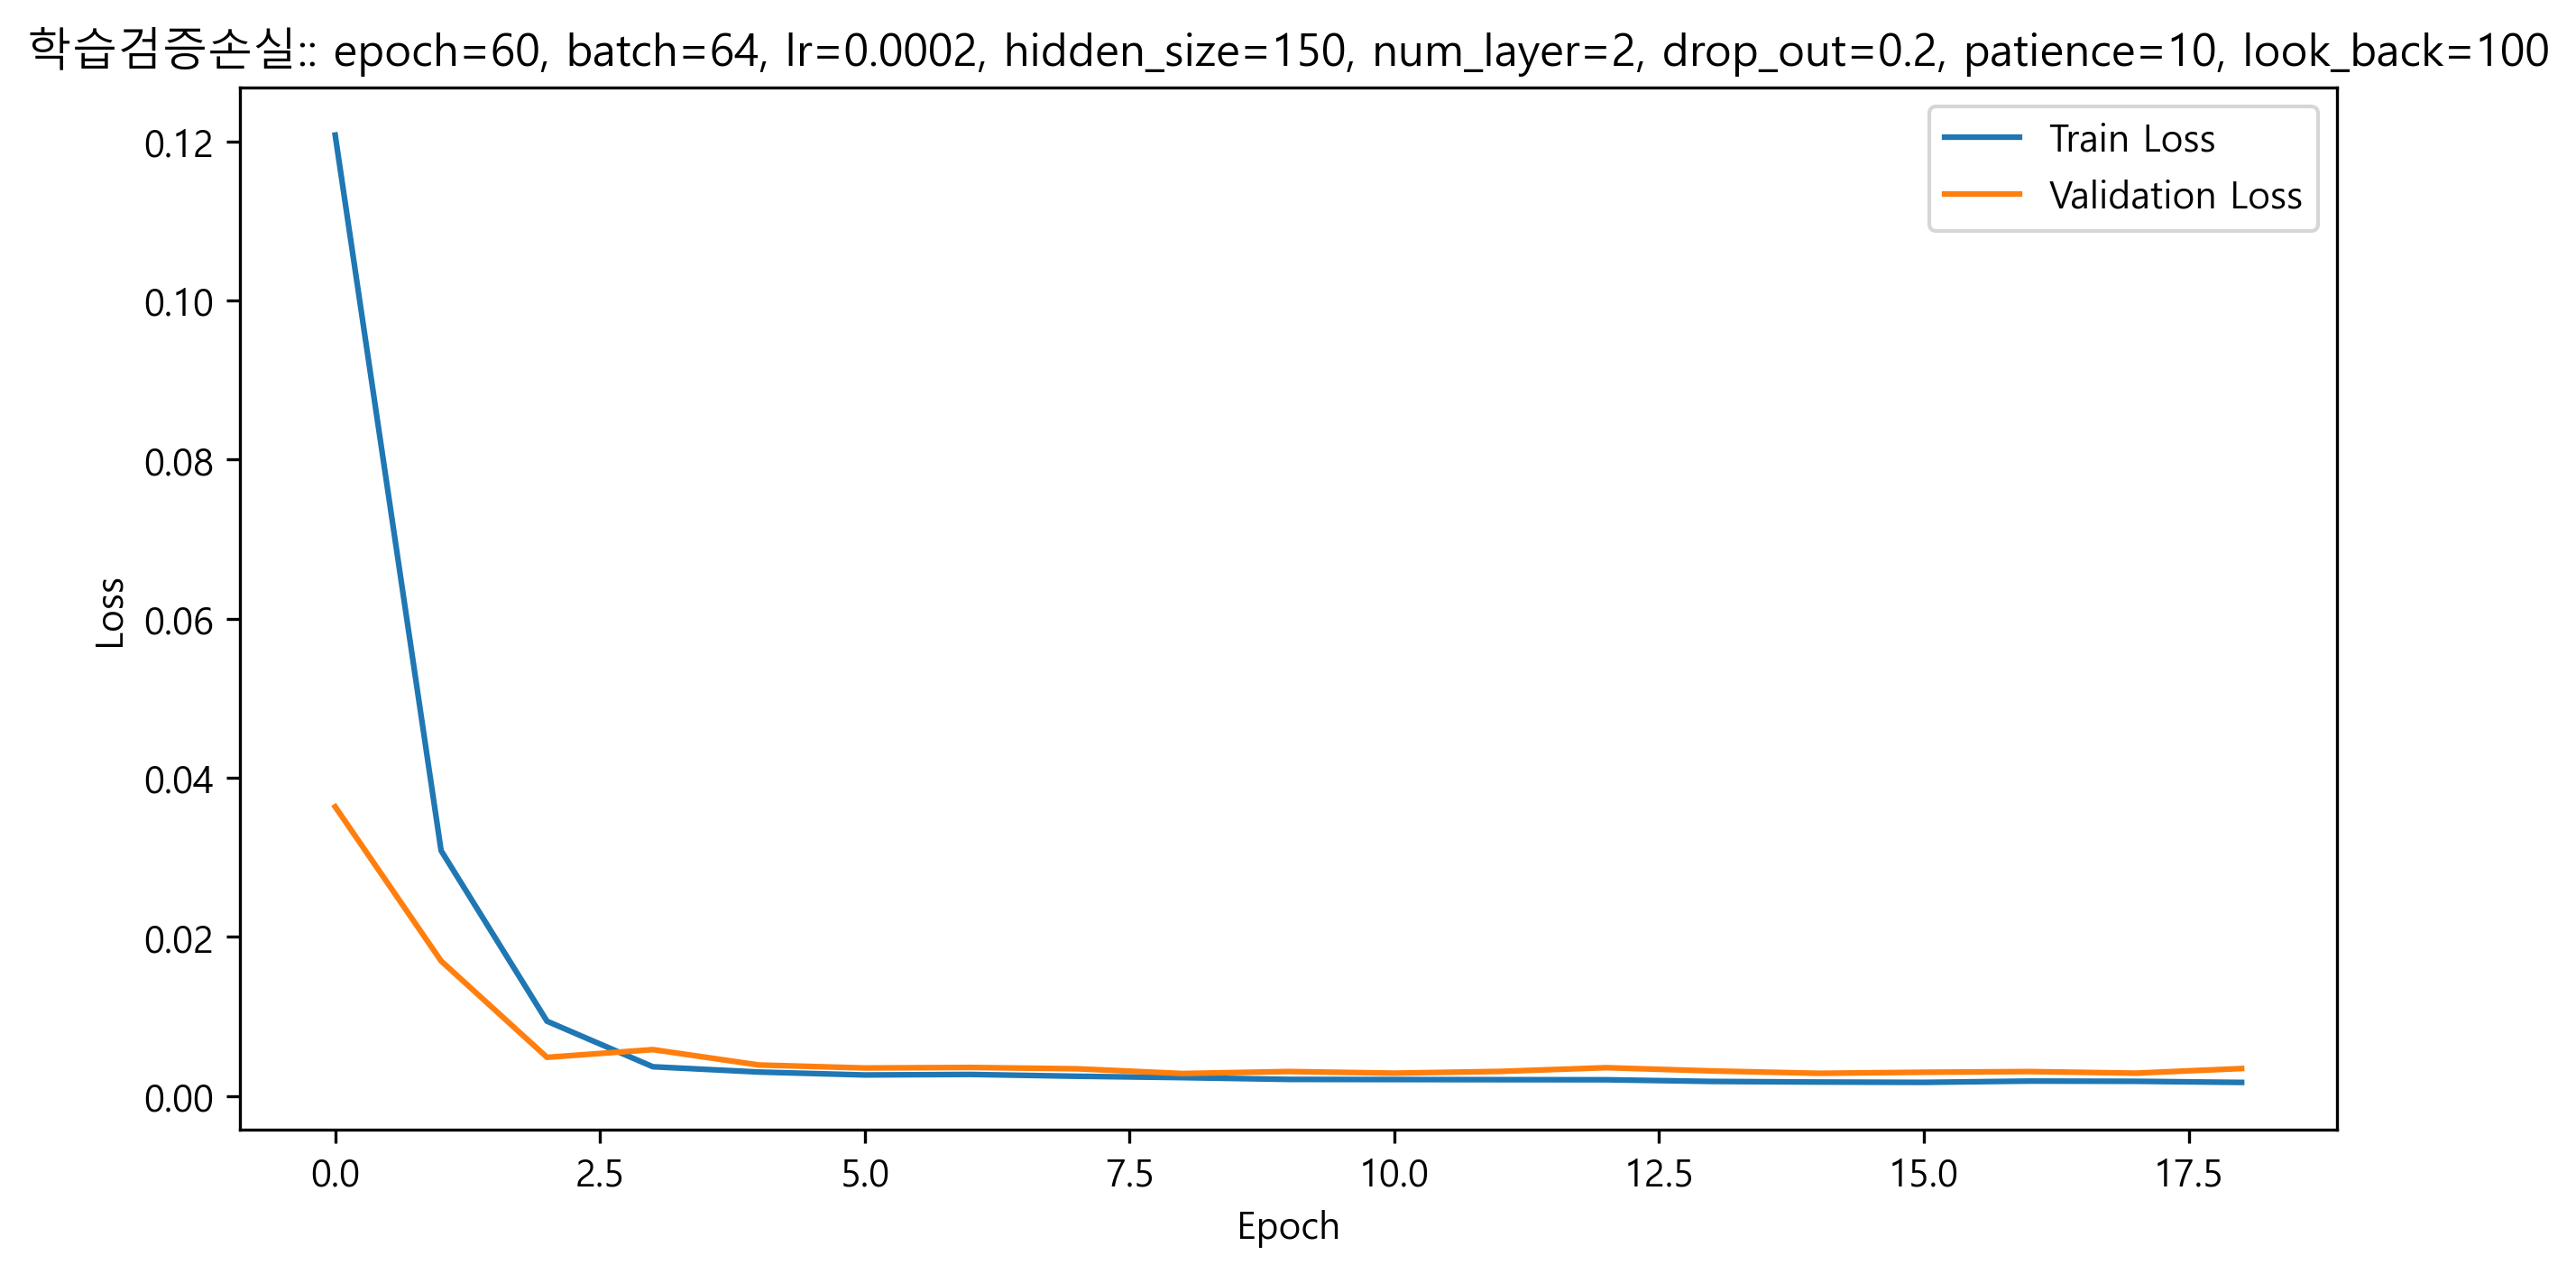 학습검증손실:: epoch=60, batch=64, lr=0.0002, hidden_size=150, num_layer=2, drop_out=0.2, patience=10, look_back=100
Train Loss
Validation Loss
0.12
0.10
0.08
0.06
0.04
0.02
0.00
Loss
0.0 2.5 5.0 7.5 10.0 12.5 15.0 17.5
Epoch